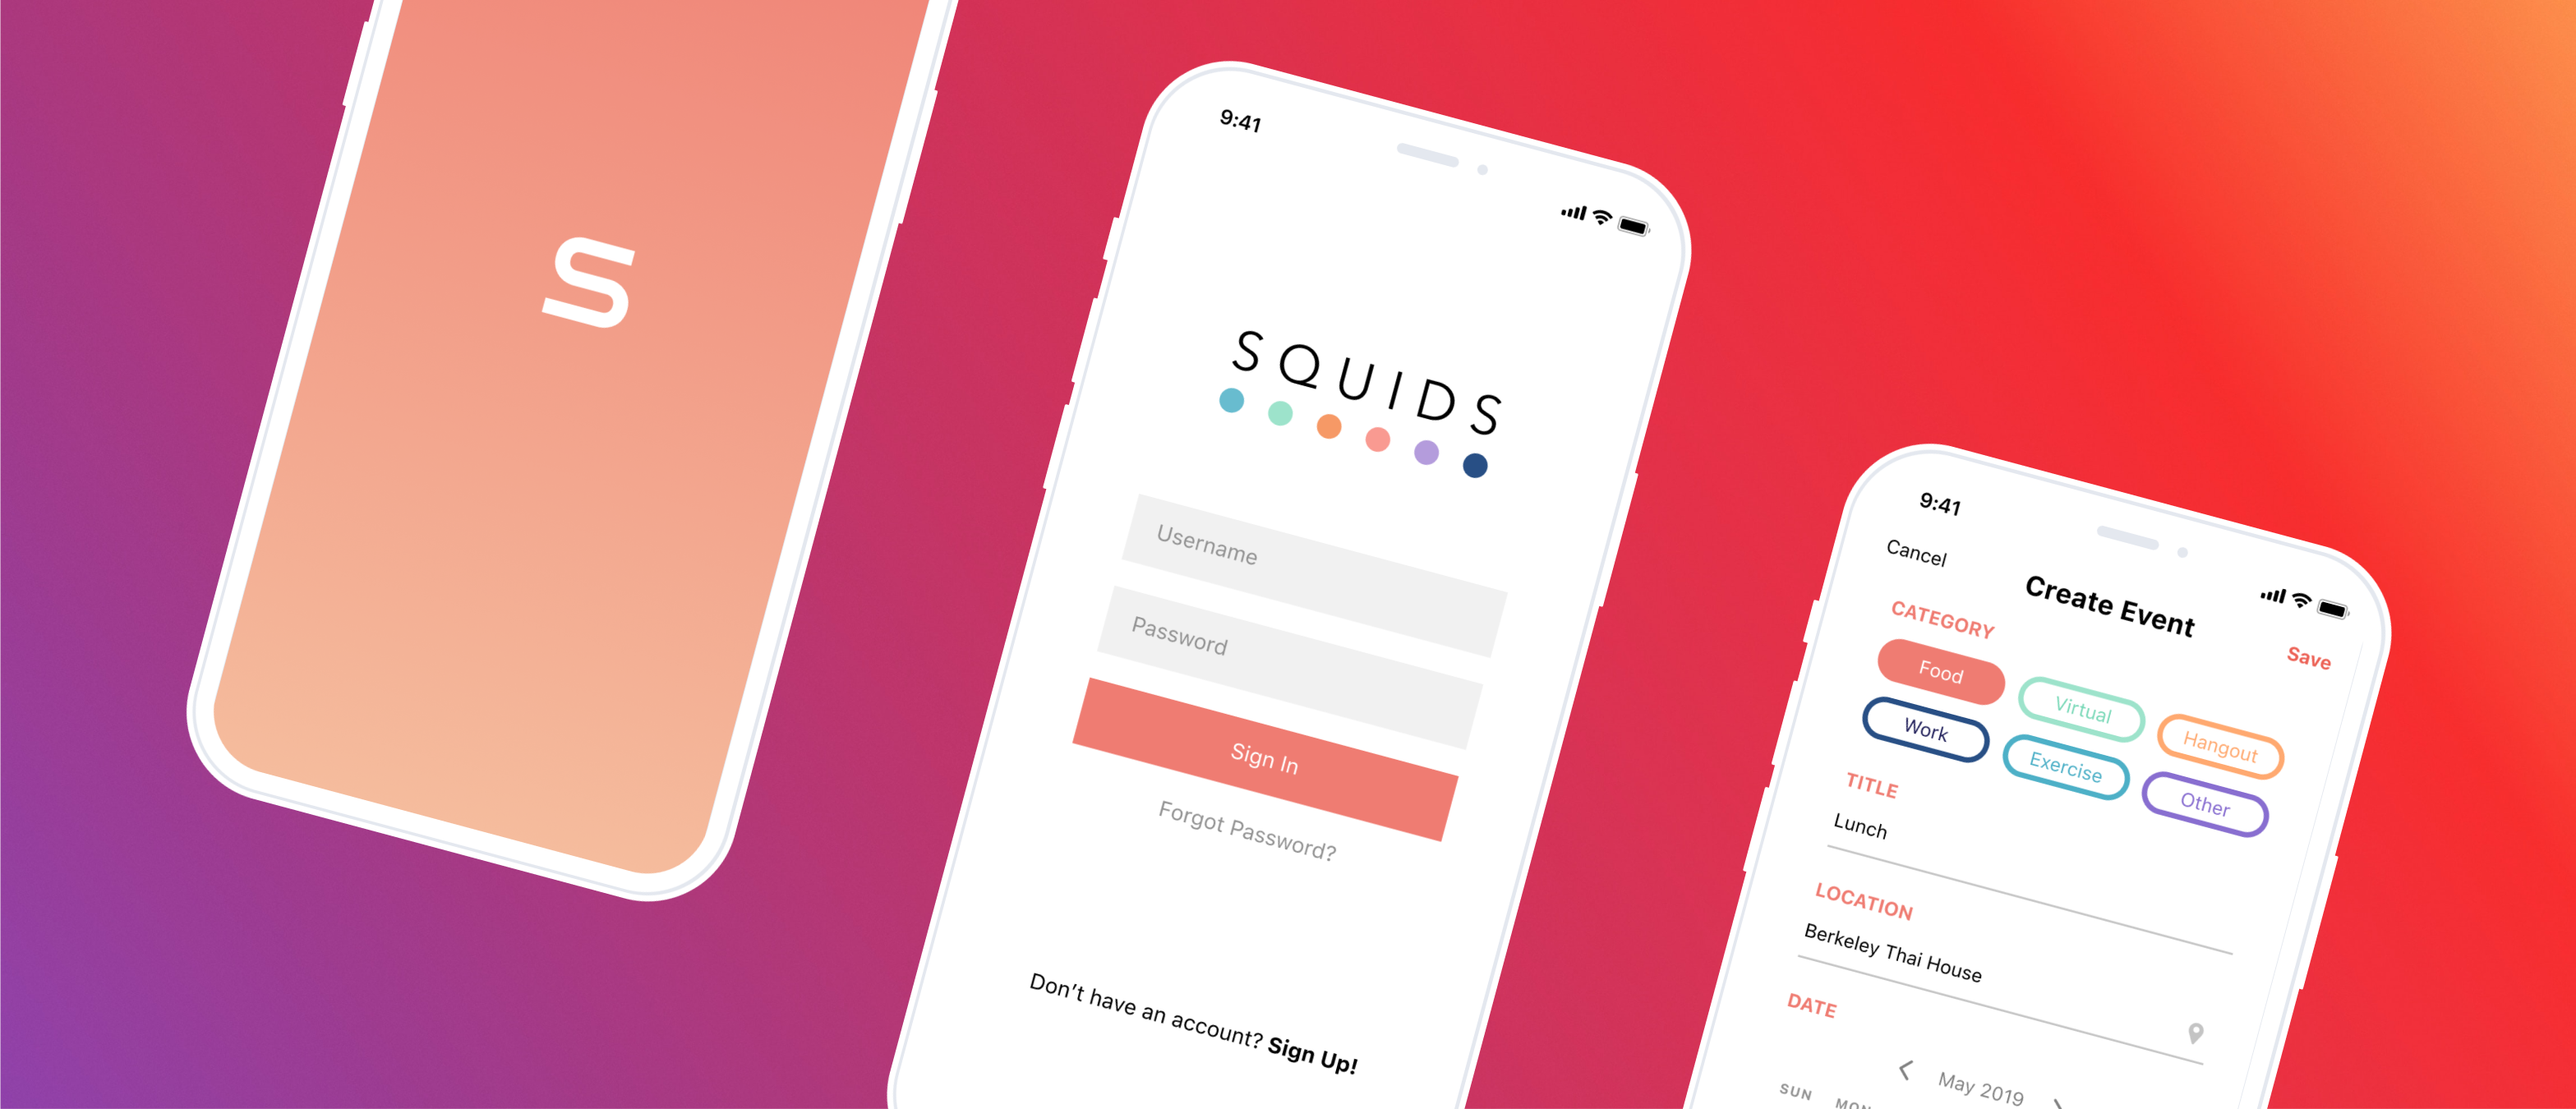 S
9:41
SQUIDS
Username
Password
Sign In
Forgot Password?
Don’t have an account? Sign Up!
9:41
Cancel
Create Event
Save
CATEGORY
Food Virtual Hangout
Work Exercise Other
TITLE
Lunch
LOCATION
Berkeley Thai House
DATE
May 2019
SUN MON